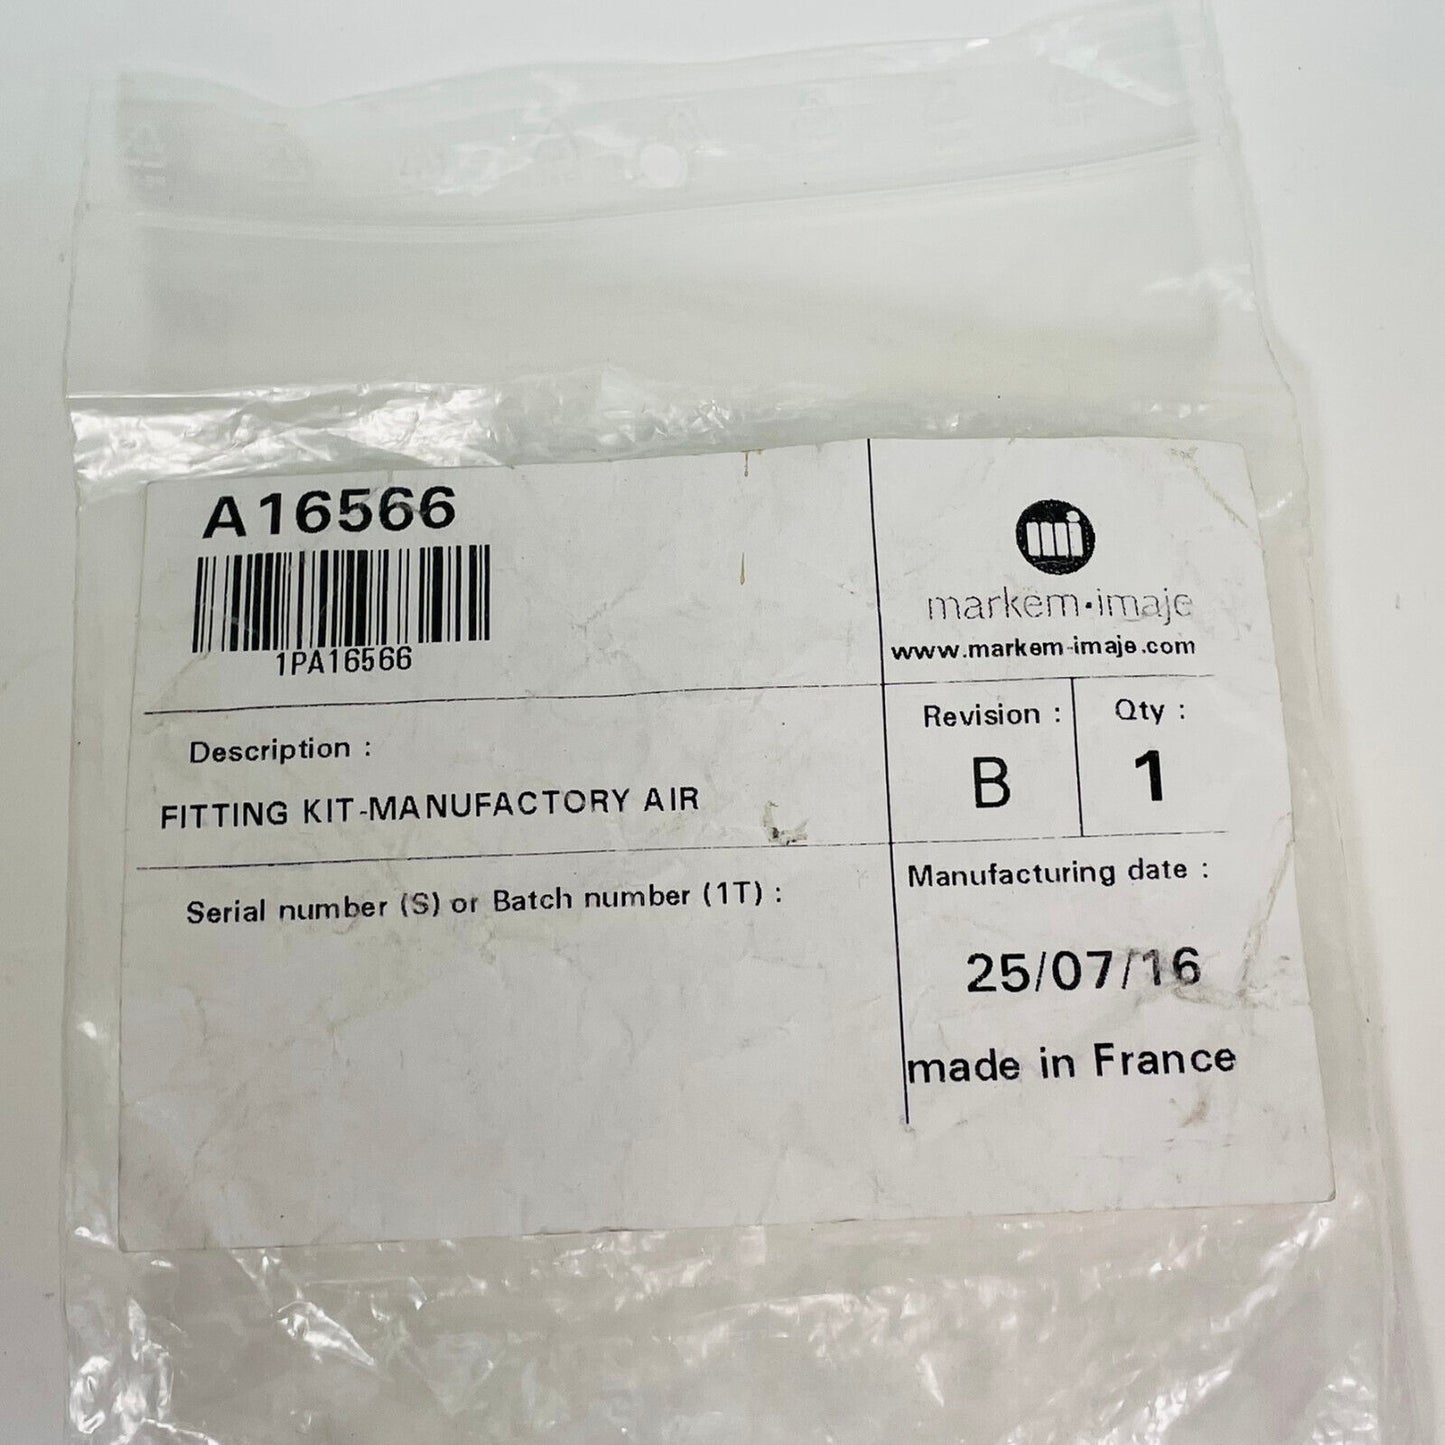 A16566
1PA16566
mi
markem·imaje
www.markem-imaje.com
Description :
FITTING KIT-MANUFACTORY AIR
Revision :
B
Qty :
1
Serial number (S) or Batch number (1T) :
Manufacturing date :
25/07/16
made in France